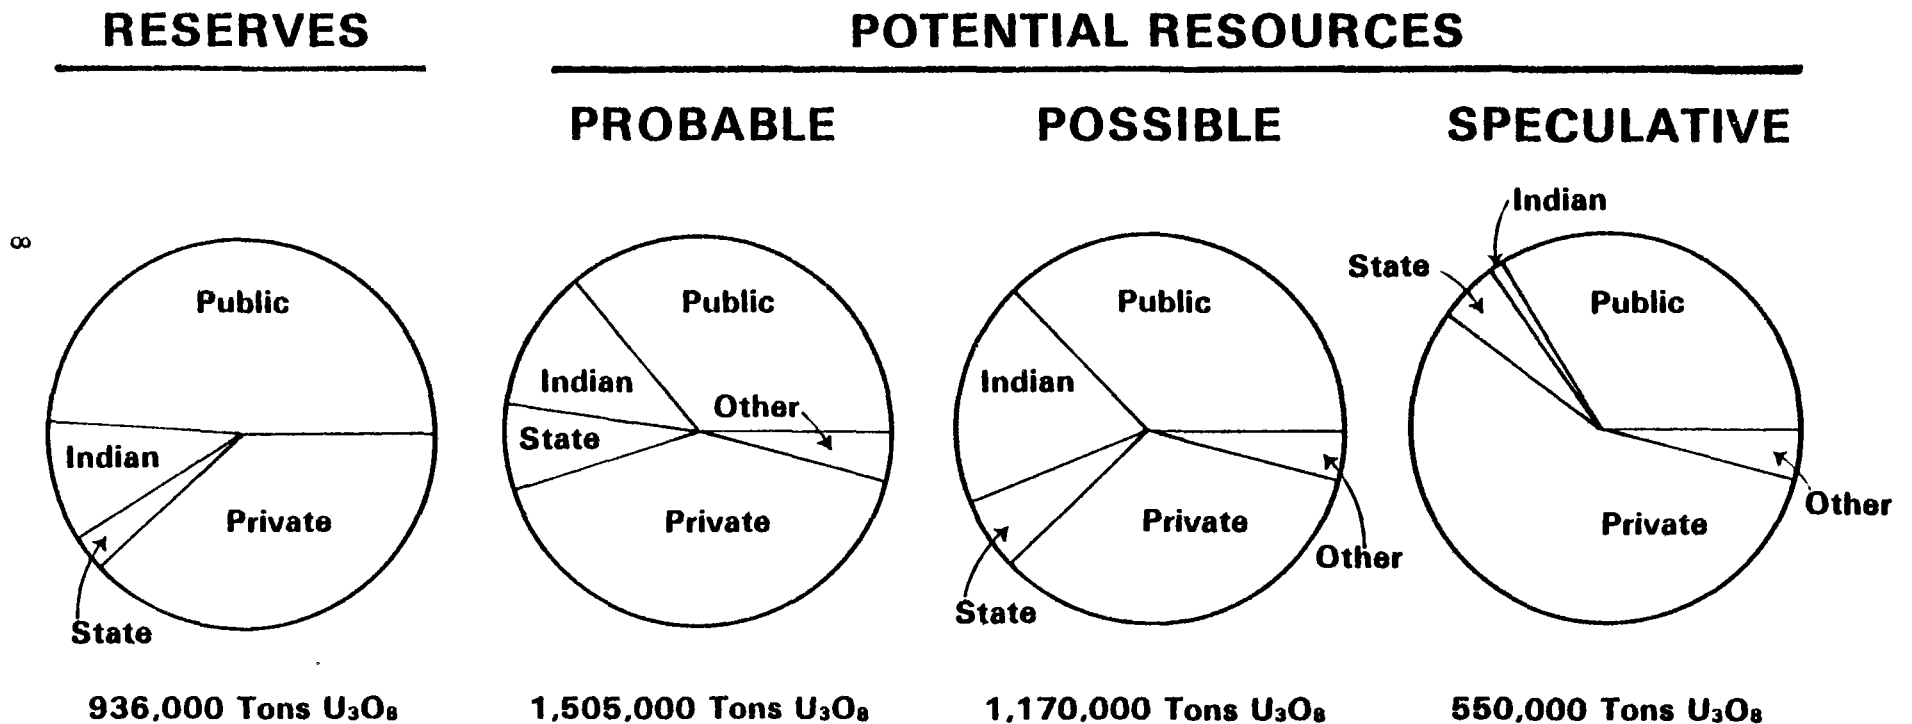 RESERVES
POTENTIAL RESOURCES
PROBABLE
POSSIBLE
SPECULATIVE
8
Public
Indian
Private
State
936,000 Tons U₃O₈
Public
Indian
Other
State
Private
1,505,000 Tons U₃O₈
Public
Indian
Private
Other
State
1,170,000 Tons U₃O₈
Indian
State
Public
Other
Private
550,000 Tons U₃O₈